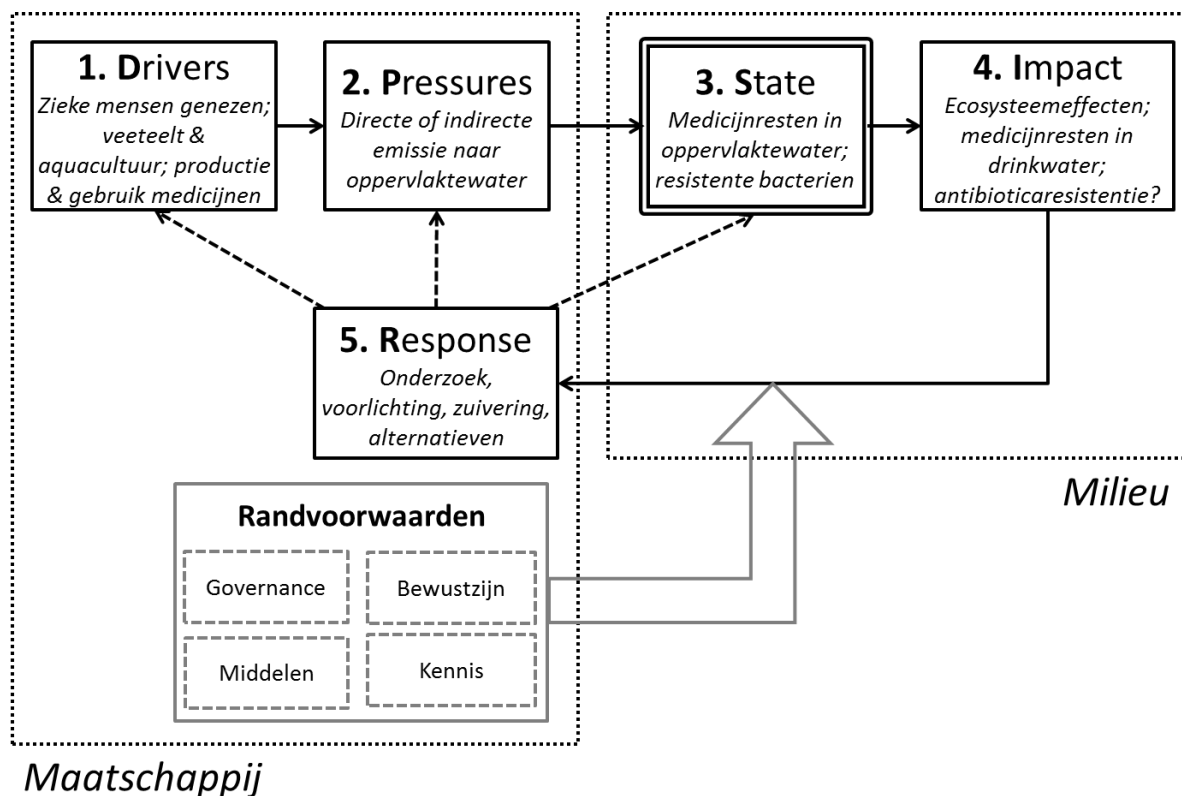 1. Drivers
Zieke mensen genezen;
veeteelt &
aquacultuur; productie
& gebruik medicijnen
2. Pressures
Directe of indirecte
emissie naar
oppervlaktewater
3. State
Medicijnresten in
oppervlaktewater;
resistente bacterien
4. Impact
Ecosysteemeffecten;
medicijnresten in
drinkwater;
antibioticaresistentie?
5. Response
Onderzoek,
voorlichting, zuivering,
alternatieven
Milieu
Randvoorwaarden
Governance
Bewustzijn
Middelen
Kennis
Maatschappij